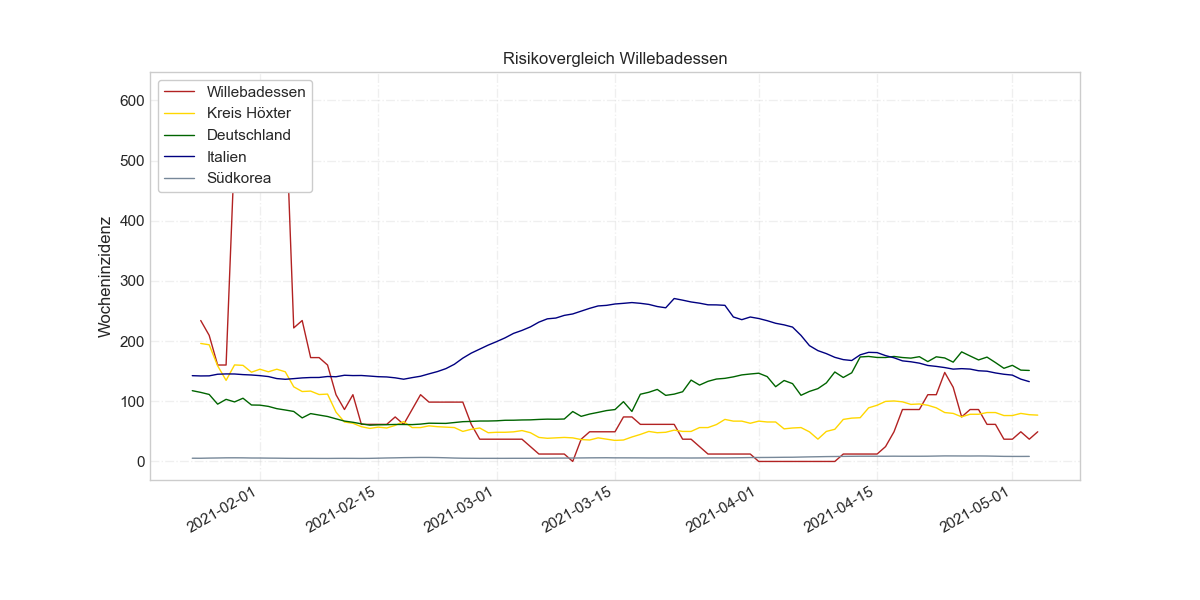 Risikovergleich Willebadessen
Willebadessen
Kreis Höxter
Deutschland
Italien
Südkorea
Wocheninzidenz
600
500
400
300
200
100
0
2021-02-01
2021-02-15
2021-03-01
2021-03-15
2021-04-01
2021-04-15
2021-05-01